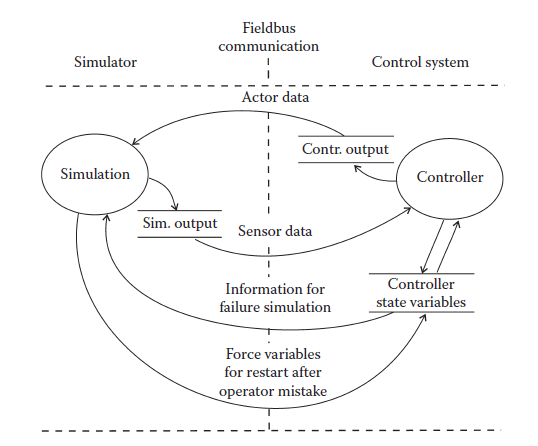 Fieldbus
communication
Simulator
Control system
Actor data
Contr. output
Simulation
Controller
Sim. output
Sensor data
Controller
state variables
Information for
failure simulation
Force variables
for restart after
operator mistake